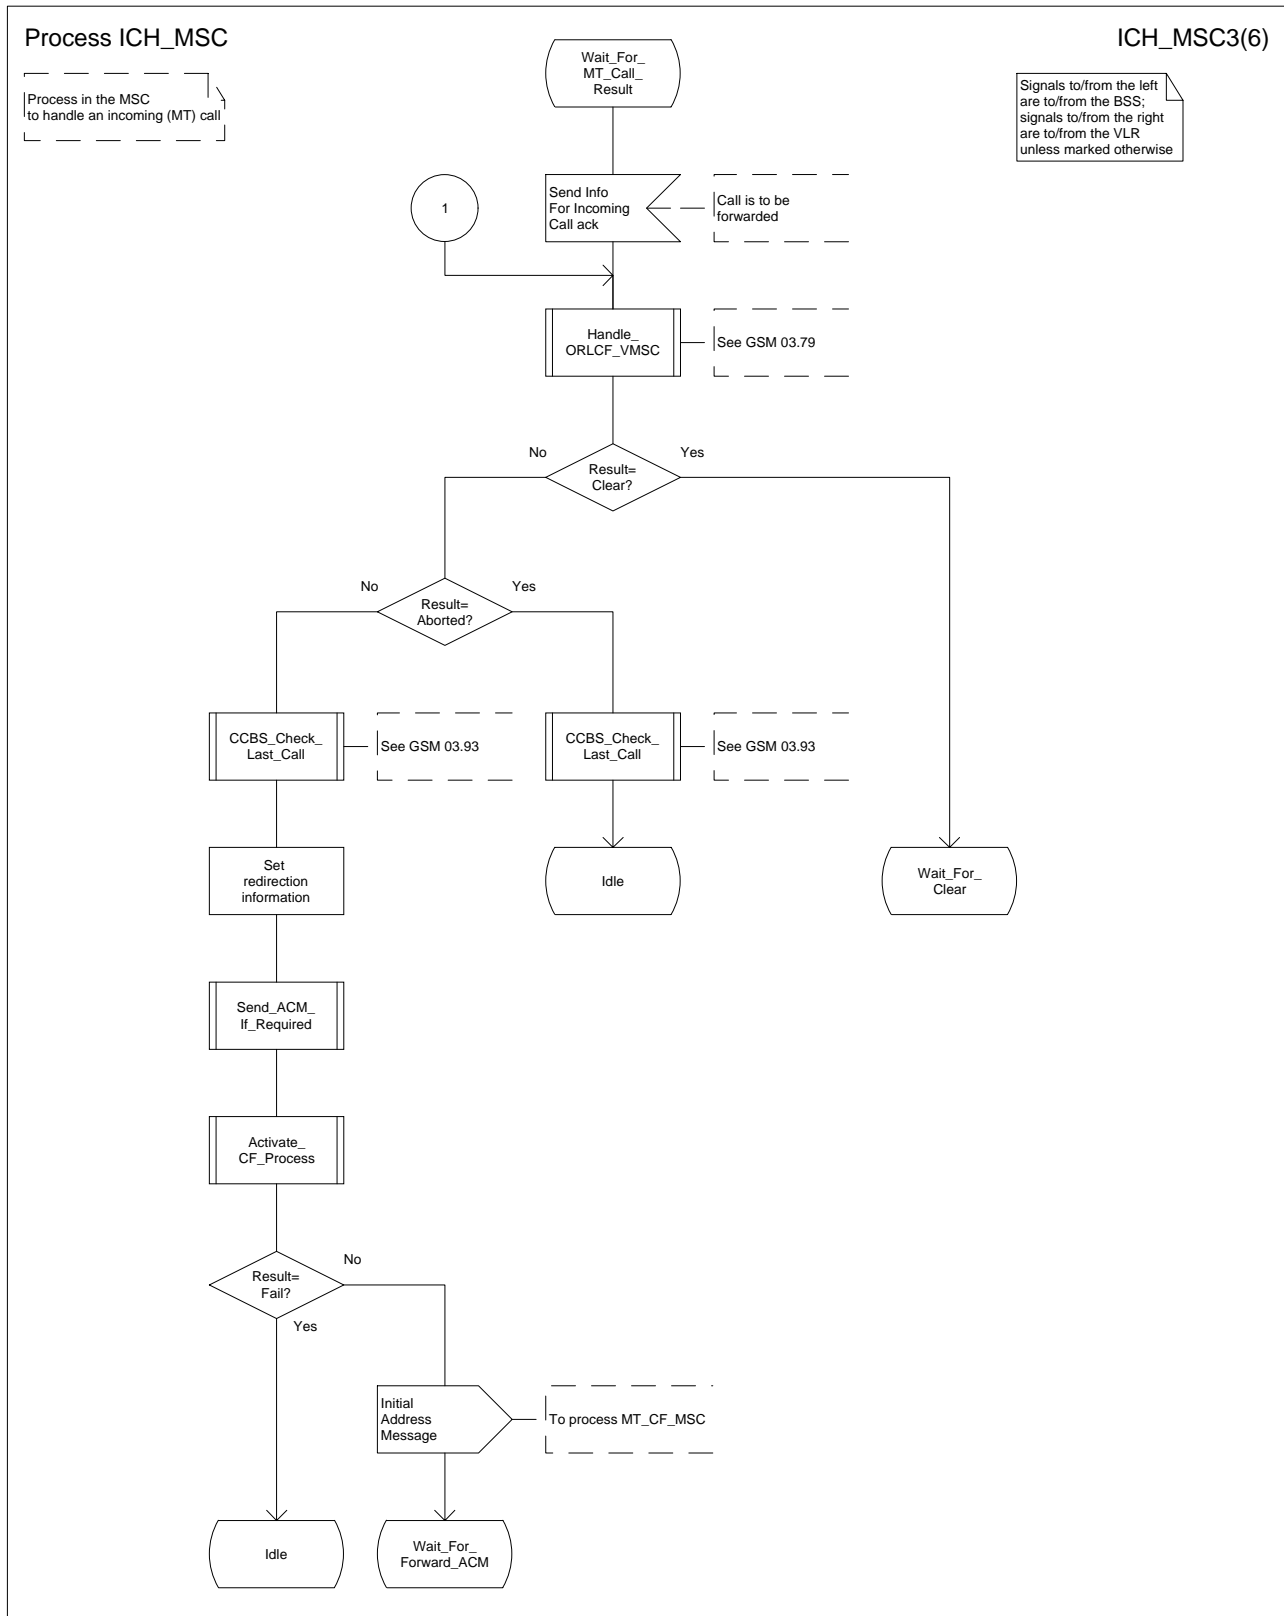 Process ICH_MSC
ICH_MSC3(6)
Process in the MSC
to handle an incoming (MT) call
Wait_For_
MT_Call_
Result
Signals to/from the left
are to/from the BSS;
signals to/from the right
are to/from the VLR
unless marked otherwise
1
Send Info
For Incoming
Call ack
Call is to be
forwarded
Handle_
ORLCF_VMSC
See GSM 03.79
No
Yes
Result=
Clear?
No
Yes
Result=
Aborted?
CCBS_Check_
Last_Call
See GSM 03.93
CCBS_Check_
Last_Call
See GSM 03.93
Set
redirection
information
Idle
Wait_For_
Clear
Send_ACM_
If_Required
Activate_
CF_Process
No
Result=
Fail?
Yes
Initial
Address
Message
To process MT_CF_MSC
Idle
Wait_For_
Forward_ACM